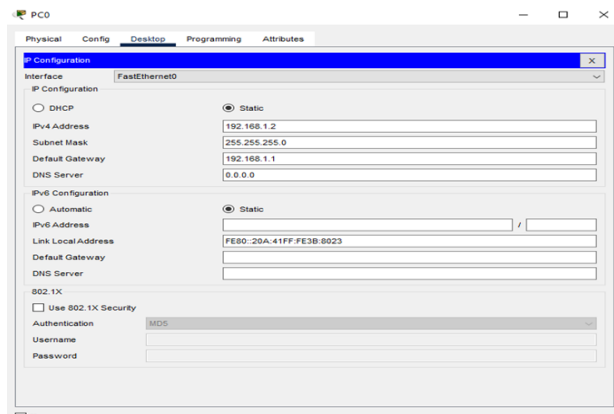 PC0
Physical Config Desktop Programming Attributes
IP Configuration X
Interface FastEthernet0
IP Configuration
DHCP Static
IPv4 Address 192.168.1.2
Subnet Mask 255.255.255.0
Default Gateway 192.168.1.1
DNS Server 0.0.0.0
IPv6 Configuration
Automatic Static
IPv6 Address /
Link Local Address FE80::20A:41FF:FE3B:8023
Default Gateway
DNS Server
802.1X
Use 802.1X Security
Authentication MD5
Username
Password